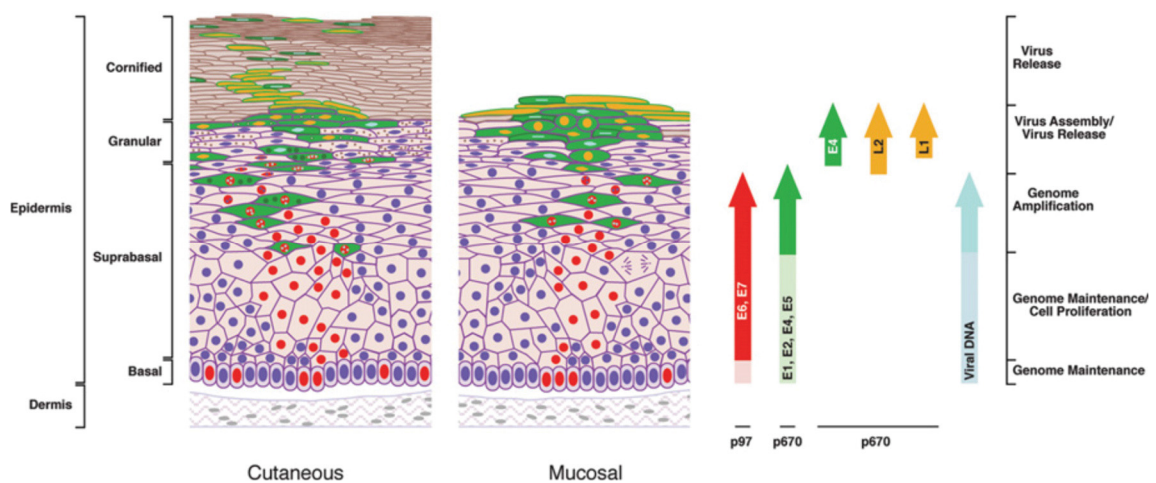 Epidermis
Dermis
Cornified
Granular
Suprabasal
Basal
Cutaneous
Mucosal
E6, E7
E1, E2, E4, E5
E4
L2
L1
Viral DNA
p97
p670
p670
Virus
Release
Virus Assembly/
Virus Release
Genome
Amplification
Genome Maintenance/
Cell Proliferation
Genome Maintenance